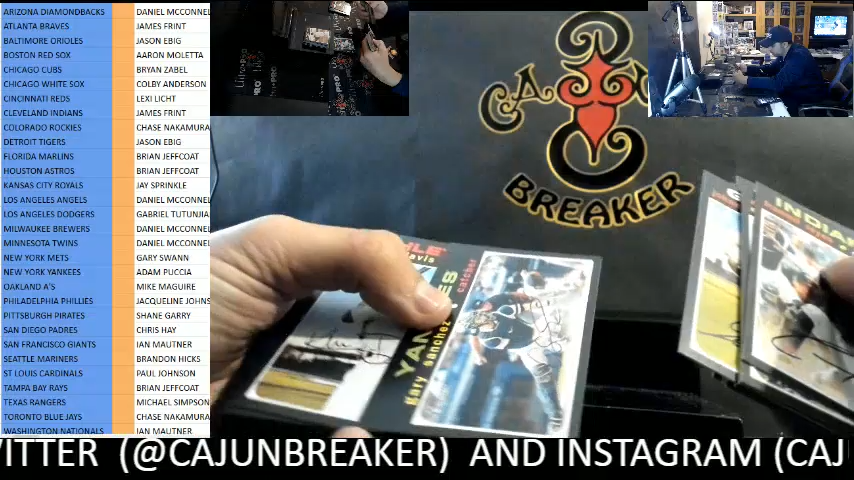 ARIZONA DIAMONDBACKS DANIEL MCCONNEL
ATLANTA BRAVES JAMES FRINT
BALTIMORE ORIOLES JASON EBIG
BOSTON RED SOX AARON MOLETTA
CHICAGO CUBS BRYAN ZABEL
CHICAGO WHITE SOX COLBY ANDERSON
CINCINNATI REDS LEXI LICHT
CLEVELAND INDIANS JAMES FRINT
COLORADO ROCKIES CHASE NAKAMURA
DETROIT TIGERS JASON EBIG
FLORIDA MARLINS BRIAN JEFFCOAT
HOUSTON ASTROS BRIAN JEFFCOAT
KANSAS CITY ROYALS JAY SPRINKLE
LOS ANGELES ANGELS DANIEL MCCONNEL
LOS ANGELES DODGERS GABRIEL TUTUNJIA
MILWAUKEE BREWERS DANIEL MCCONNEL
MINNESOTA TWINS DANIEL MCCONNEL
NEW YORK METS GARY SWANN
NEW YORK YANKEES ADAM PUCCIA
OAKLAND A'S MIKE MAGUIRE
PHILADELPHIA PHILLIES JACQUELINE JOHNS
PITTSBURGH PIRATES SHANE GARRY
SAN DIEGO PADRES CHRIS HAY
SAN FRANCISCO GIANTS IAN MAUTNER
SEATTLE MARINERS BRANDON HICKS
ST LOUIS CARDINALS PAUL JOHNSON
TAMPA BAY RAYS BRIAN JEFFCOAT
TEXAS RANGERS MICHAEL SIMPSON
TORONTO BLUE JAYS CHASE NAKAMURA
WASHINGTON NATIONALS IAN MAUTNER
BREAKER
INDIANS
gary sanchez catcher
WITTER (@CAJUNBREAKER) AND INSTAGRAM (CAJ